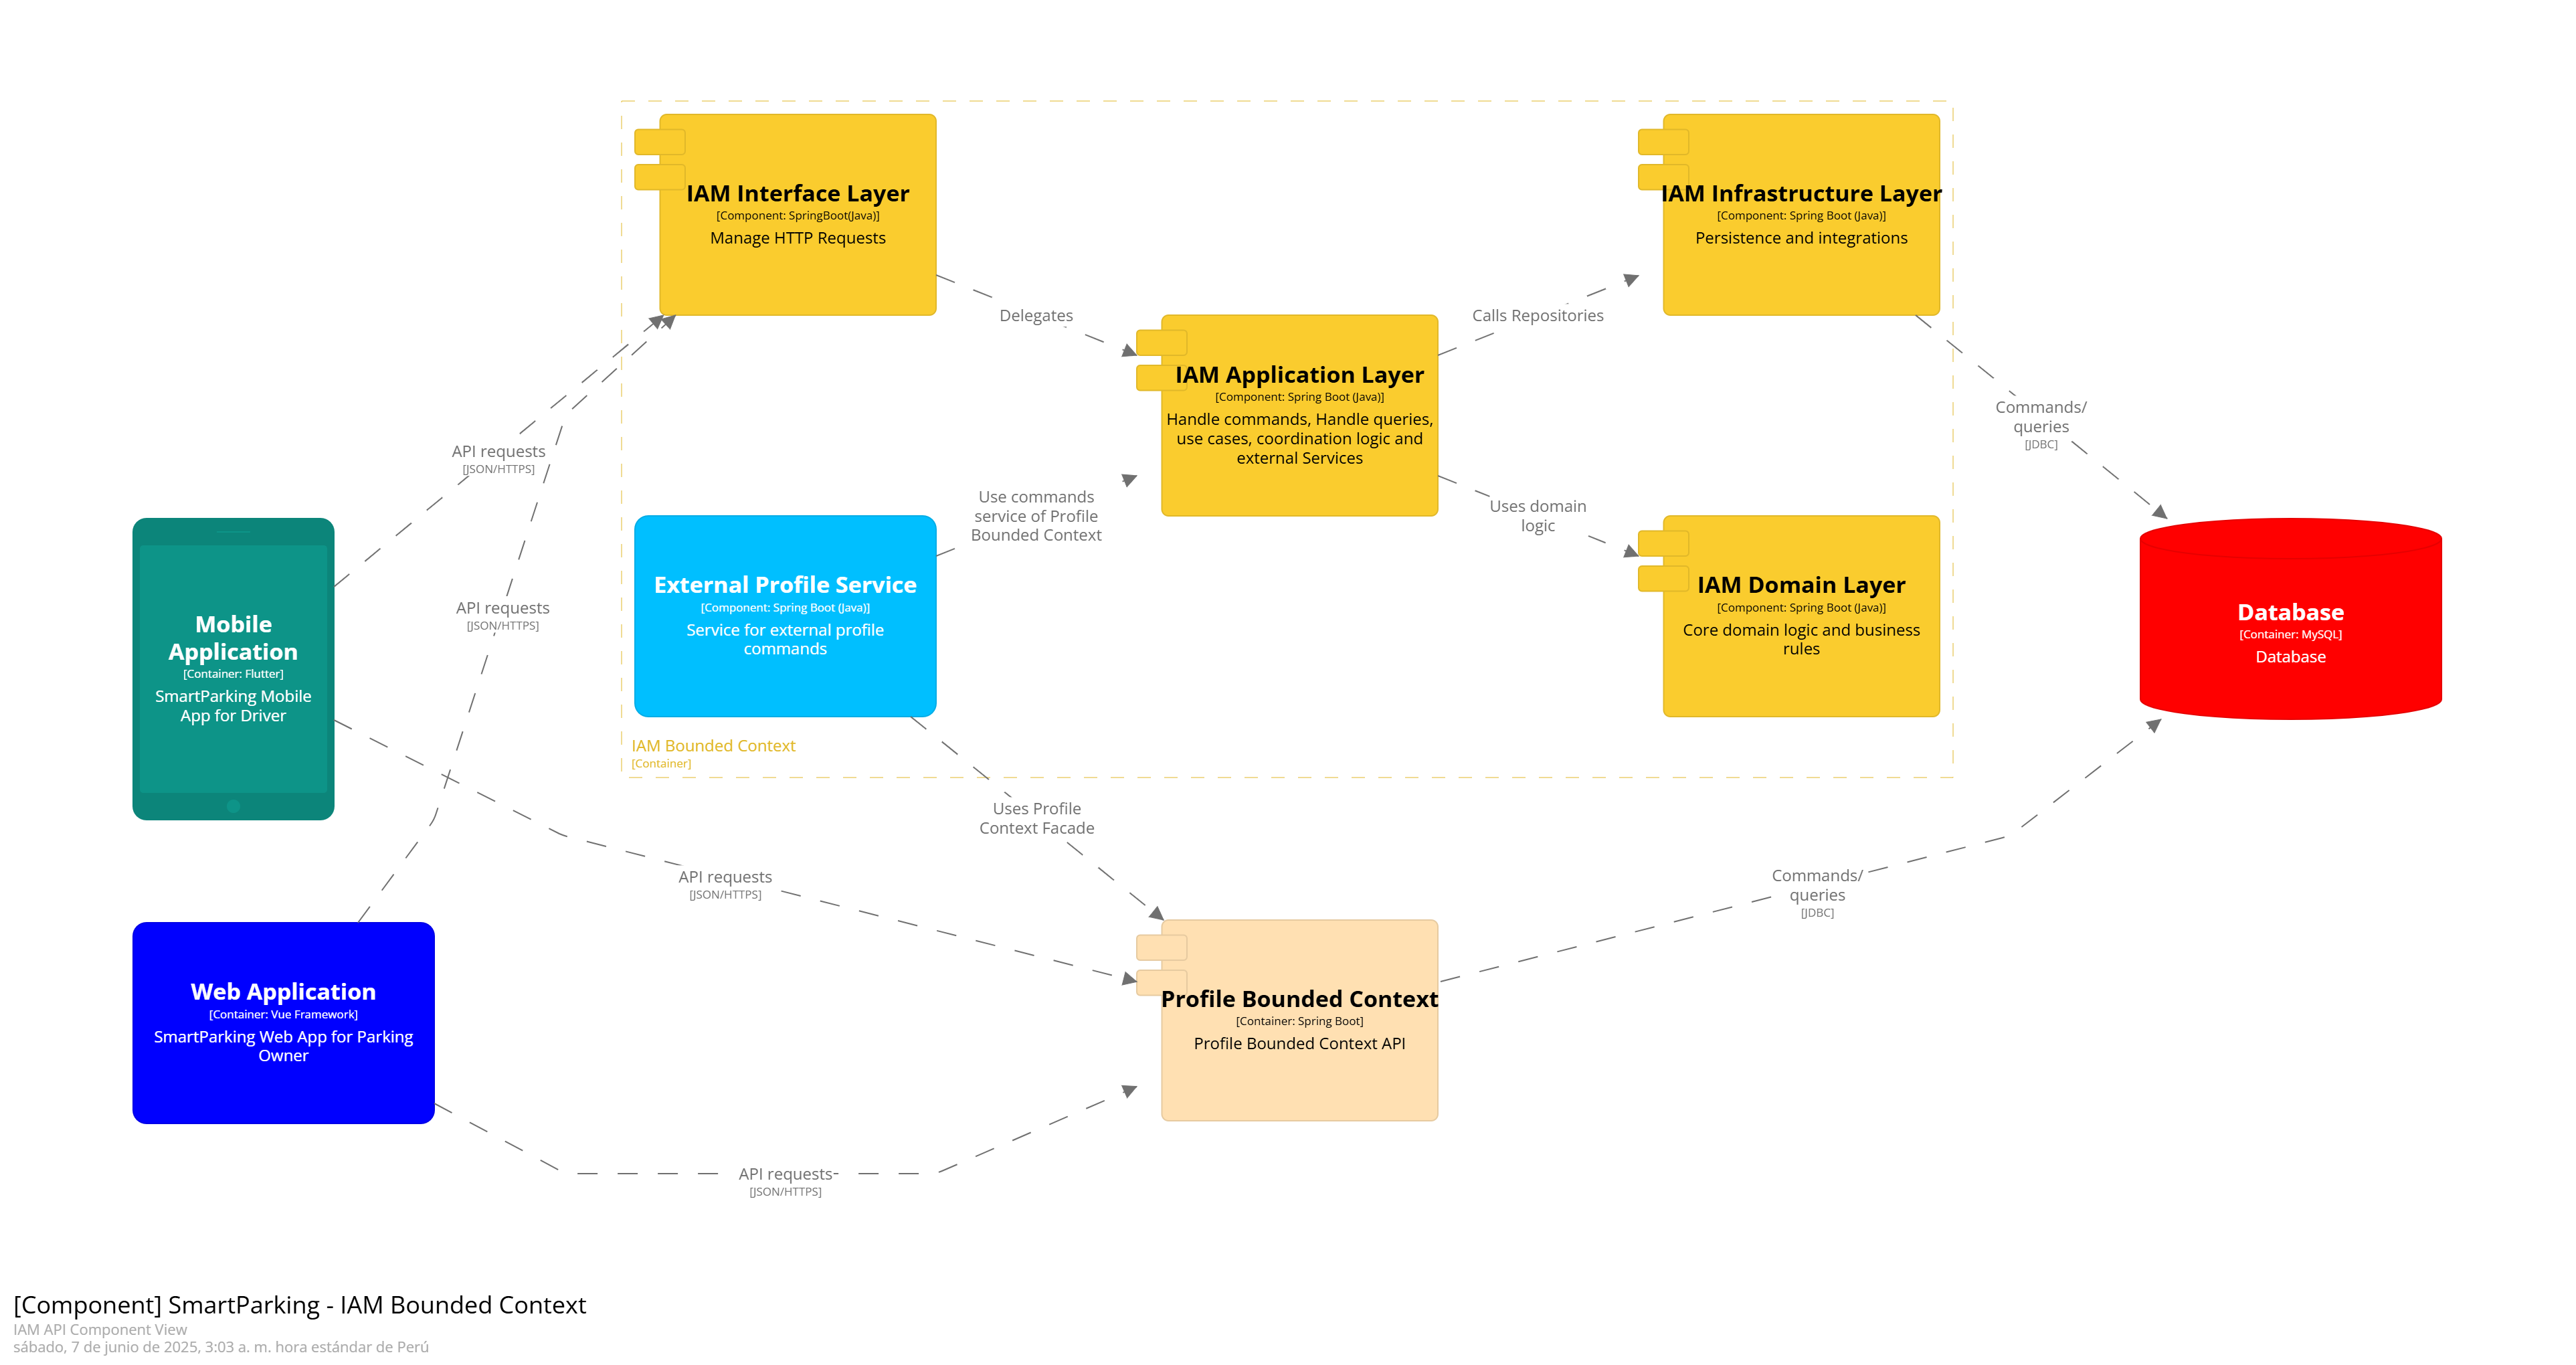 IAM Interface Layer
[Component: SpringBoot(Java)]
Manage HTTP Requests
IAM Infrastructure Layer
[Component: Spring Boot (Java)]
Persistence and integrations
Delegates
Calls Repositories
IAM Application Layer
[Component: Spring Boot (Java)]
Handle commands, Handle queries,
use cases, coordination logic and
external Services
Commands/
queries
[JDBC]
API requests
[JSON/HTTPS]
Use commands
service of Profile
Bounded Context
Uses domain
logic
External Profile Service
[Component: Spring Boot (Java)]
Service for external profile
commands
IAM Domain Layer
[Component: Spring Boot (Java)]
Core domain logic and business
rules
API requests
[JSON/HTTPS]
Mobile
Application
[Container: Flutter]
SmartParking Mobile
App for Driver
Database
[Container: MySQL]
Database
IAM Bounded Context
[Container]
Uses Profile
Context Facade
API requests
[JSON/HTTPS]
Commands/
queries
[JDBC]
Web Application
[Container: Vue Framework]
SmartParking Web App for Parking
Owner
Profile Bounded Context
[Container: Spring Boot]
Profile Bounded Context API
API requests
[JSON/HTTPS]
[Component] SmartParking - IAM Bounded Context
IAM API Component View
sábado, 7 de junio de 2025, 3:03 a. m. hora estándar de Perú